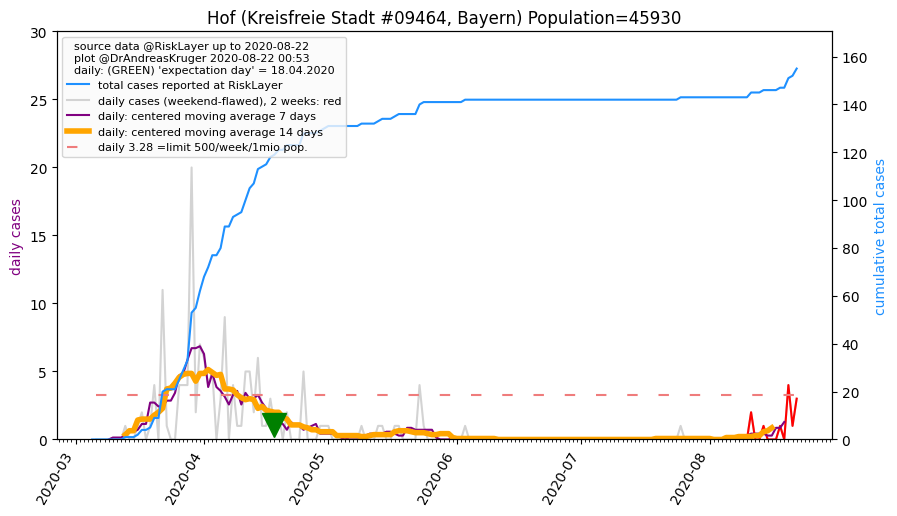 Hof (Kreisfreie Stadt #09464, Bayern) Population=45930
source data @RiskLayer up to 2020-08-22
plot @DrAndreasKruger 2020-08-22 00:53
daily: (GREEN) 'expectation day' = 18.04.2020
total cases reported at RiskLayer
daily cases (weekend-flawed), 2 weeks: red
daily: centered moving average 7 days
daily: centered moving average 14 days
daily 3.28 =limit 500/week/1mio pop.
daily cases
30
25
20
15
10
5
0
cumulative total cases
160
140
120
100
80
60
40
20
0
2020-03
2020-04
2020-05
2020-06
2020-07
2020-08